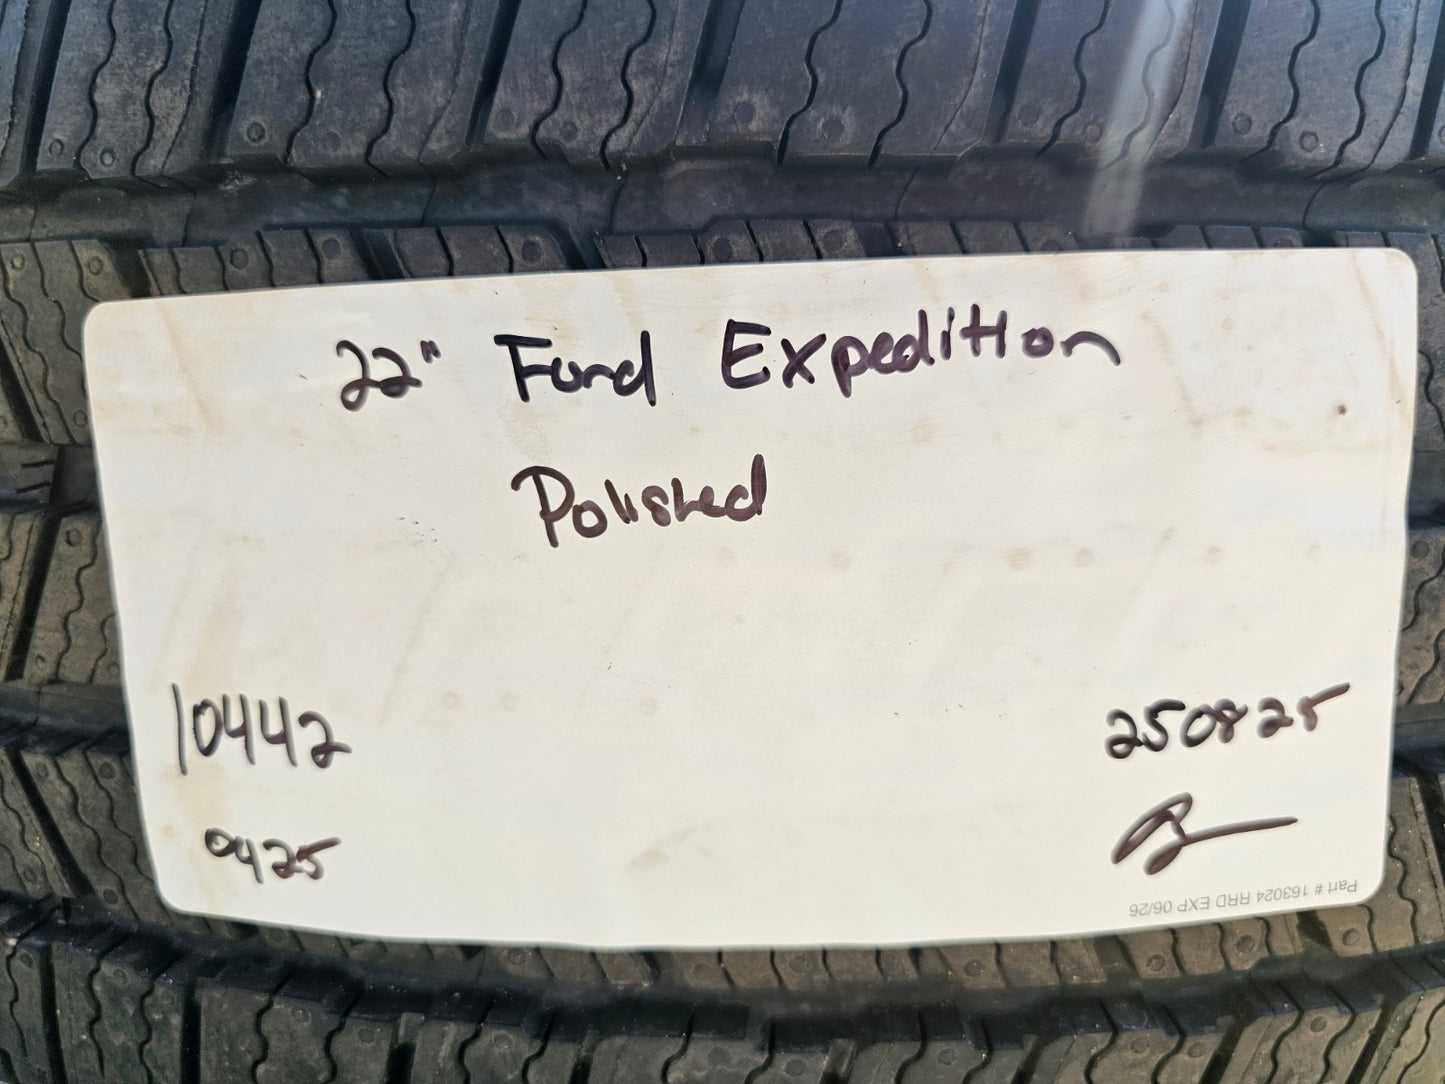 22" Ford Expedition
Polished
10442
0425
250825
Part # 163024 RRD EXP 06/26